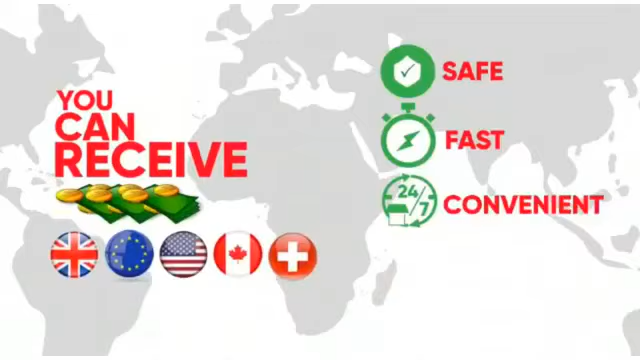 YOU
CAN
RECEIVE
SAFE
FAST
24/7
CONVENIENT